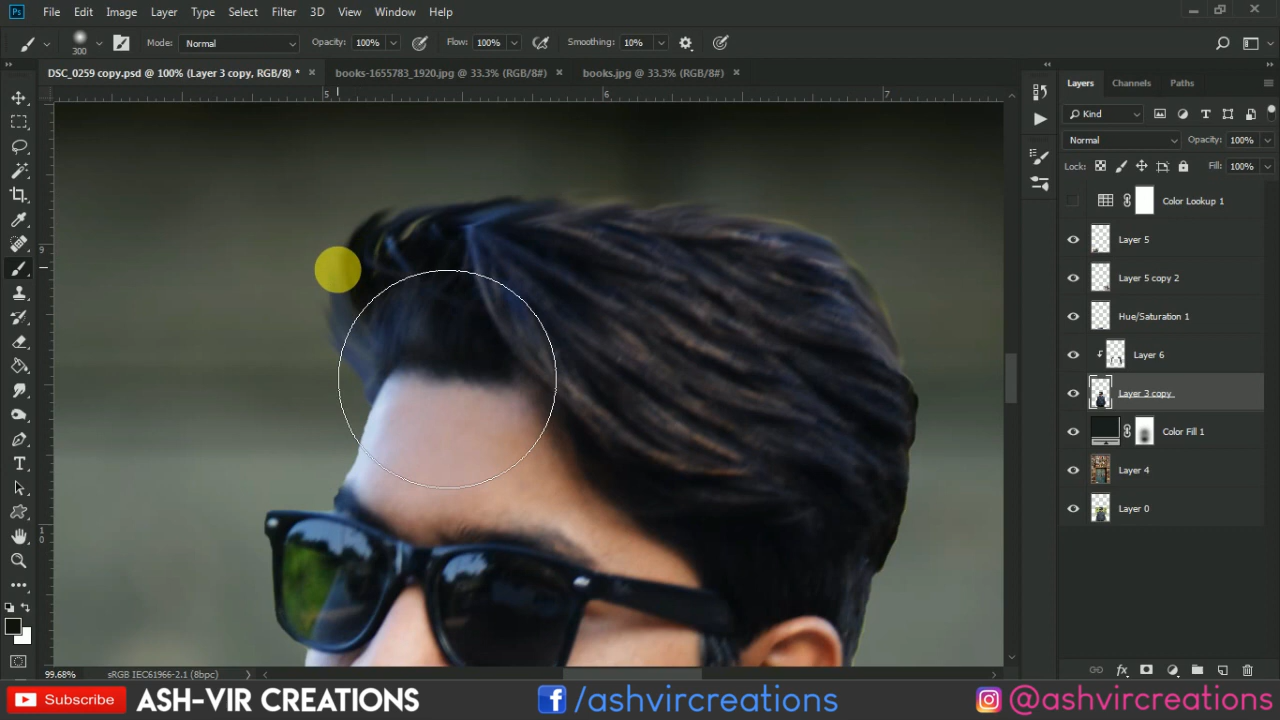 Ps File Edit Image Layer Type Select Filter 3D View Window Help
300 Mode: Normal Opacity: 100% Flow: 100% Smoothing: 10%
DSC_0259 copy.psd @ 100% (Layer 3 copy, RGB/8) * × books-1655783_1920.jpg @ 33.3% (RGB/8#) × books.jpg @ 33.3% (RGB/8#) ×
5 6 7
9
10
Layers Channels Paths
Kind
Normal Opacity: 100%
Lock: Fill: 100%
Color Lookup 1
Layer 5
Layer 5 copy 2
Hue/Saturation 1
Layer 6
Layer 3 copy
Color Fill 1
Layer 4
Layer 0
99.68% sRGB IEC61966-2.1 (8bpc)
Subscribe ASH-VIR CREATIONS f/ashvircreations @ashvircreations